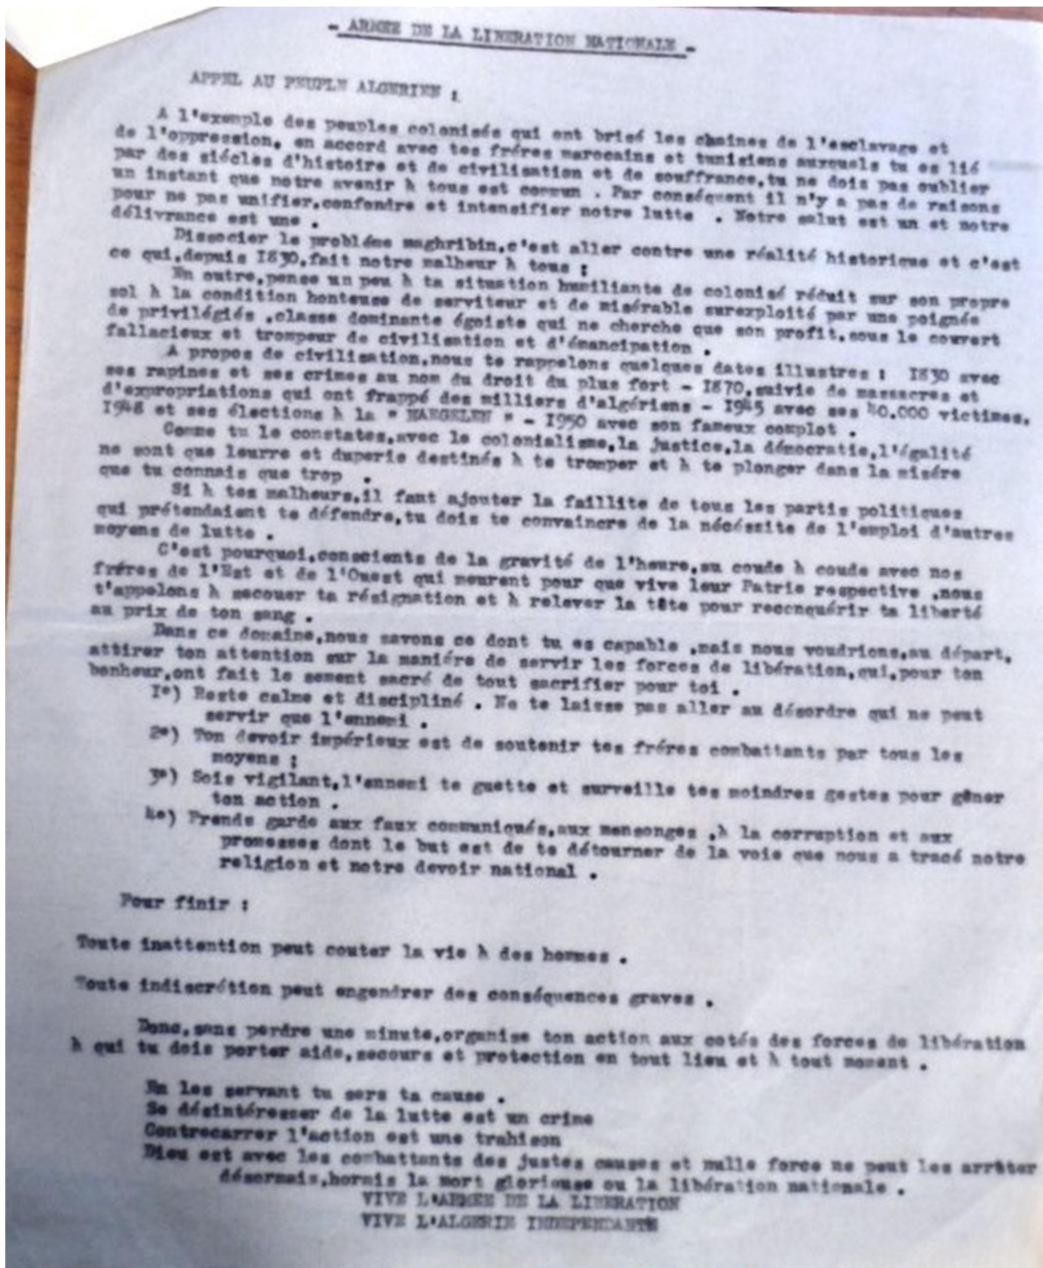 - ARMEE DE LA LIBERATION NATIONALE -
APPEL AU PEUPLE ALGERIEN :
A l'exemple des peuples colonisés qui ont brisé les chaines de l'esclavage et
de l'oppression, en accord avec tes fréres marocains et tunisiens auxquels tu es lié
par des siécles d'histoire et de civilisation et de souffrance,tu ne dois pas oublier
un instant que notre avenir à tous est commun . Par conséquent il n'y a pas de raisons
pour ne pas unifier,confondre et intensifier notre lutte . Notre salut est un et notre
délivrance est une .
Dissocier le probléme maghribin,c'est aller contre une réalité historique et c'est
ce qui,depuis I830,fait notre malheur à tous ;
En outre,pense un peu à ta situation humiliante de colonisé réduit sur son propre
sol à la condition honteuse de serviteur et de misérable surexploité par une poignée
de privilégiés ,classe dominante égoiste qui ne cherche que son profit,sous le couvert
fallacieux et trompeur de civilisation et d'émancipation .
A propos de civilisation,nous te rappelons quelques dates illustres : I830 avec
ses rapines et ses crimes au nom du droit du plus fort - I870,suivie de massacres et
d'expropriations qui ont frappé des milliers d'algériens - I945 avec ses 40.000 victimes,
I948 et ses élections à la " NAEGELEN " - I950 avec son fameux complot .
Comme tu le constates,avec le colonialisme,la justice,la démocratie,l'égalité
ne sont que leurre et duperie destinés à te tromper et à te plonger dans la misére
que tu connais que trop .
Si à tes malheurs,il faut ajouter la faillite de tous les partis politiques
qui prétendaient te défendre,tu dois te convaincre de la nécéssite de l'emploi d'autres
moyens de lutte .
C'est pourquoi,conscients de la gravité de l'heure,au coude à coude avec nos
fréres de l'Est et de l'Ouest qui meurent pour que vive leur Patrie respective ,nous
t'appelons à secouer ta résignation et à relever la tête pour reconquérir ta liberté
au prix de ton sang .
Dans ce domaine,nous savons ce dont tu es capable ,mais nous voudrions,au départ,
attirer ton attention sur la maniére de servir les forces de libération,qui,pour ton
bonheur,ont fait le sement sacré de tout sacrifier pour toi .
I°) Reste calme et discipliné . Ne te laisse pas aller au désordre qui ne peut
servir que l'ennemi .
2°) Ton devoir impérieux est de soutenir tes fréres combattants par tous les
moyens ;
3°) Sois vigilant,l'ennemi te guette et surveille tes moindres gestes pour gêner
ton action .
4°) Prends garde aux faux communiqués,aux mensonges ,à la corruption et aux
promesses dont le but est de te détourner de la voie que nous a tracé notre
religion et notre devoir national .
Pour finir :
Toute inattention peut couter la vie à des hommes .
Toute indiscrétion peut engendrer des conséquences graves .
Donc,sans perdre une minute,organise ton action aux cotés des forces de libération
à qui tu dois porter aide,secours et protection en tout lieu et à tout moment .
En les servant tu sers ta cause .
Se désintéresser de la lutte est un crime
Contrecarrer l'action est une trahison
Dieu est avec les combattants des justes causes et nulle force ne peut les arrêter
désormais,hormis la mort glorieuse ou la libération nationale .
VIVE L'ARMEE DE LA LIBERATION
VIVE L'ALGERIE INDEPENDANTE